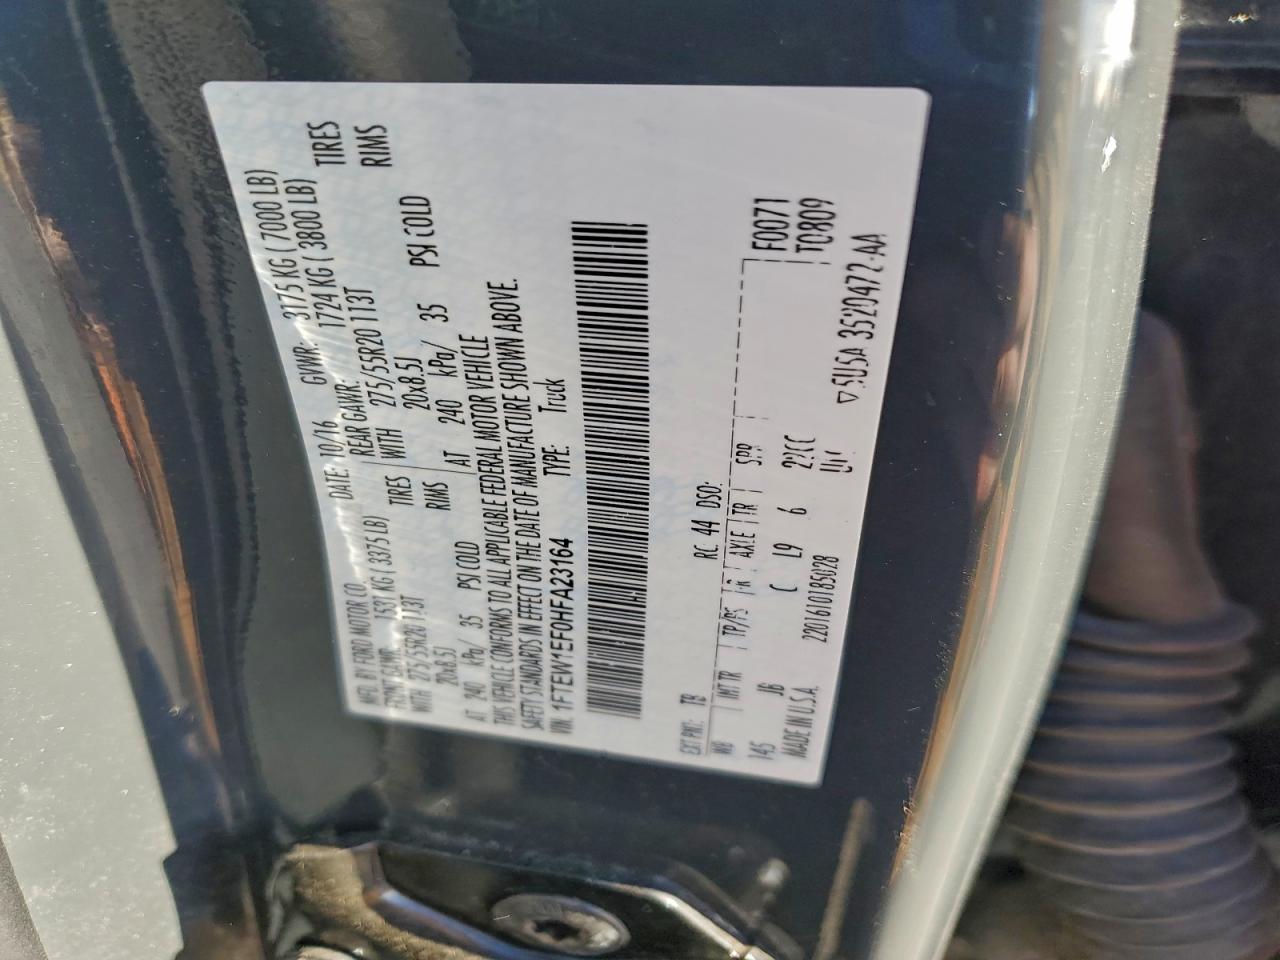 MFD. BY FORD MOTOR CO.
DATE: 10/16 GVWR: 3175 KG ( 7000 LB)
FRONT GAWR: 1531 KG ( 3375 LB) REAR GAWR: 1724 KG ( 3800 LB)
WITH 275/55R20 113T TIRES WITH 275/55R20 113T TIRES
20x8.5J RIMS 20x8.5J RIMS
AT 240 kPa/ 35 PSI COLD AT 240 kPa/ 35 PSI COLD
THIS VEHICLE CONFORMS TO ALL APPLICABLE FEDERAL MOTOR VEHICLE
SAFETY STANDARDS IN EFFECT ON THE DATE OF MANUFACTURE SHOWN ABOVE.
VIN: 1FTEW1EF0HFA23164 TYPE: Truck
F0071
T0809
EXT PNT: TB RC: 44 DSO:
WB INT TR TP/PS R AXLE TR SPR
145 J6 C L9 6 22CC
MADE IN U.S.A. 220161018502B
▽5U5A 3520472-AA